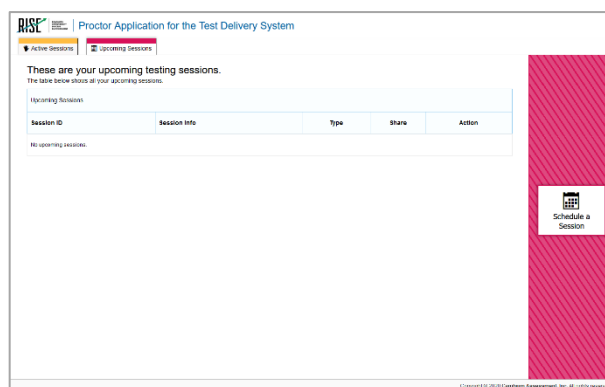 RISE
Proctor Application for the Test Delivery System
Active Sessions
Upcoming Sessions
These are your upcoming testing sessions.
The table below shows all your upcoming sessions.
Upcoming Sessions
Session ID Session Info Type Share Action
No upcoming sessions.
Schedule a
Session